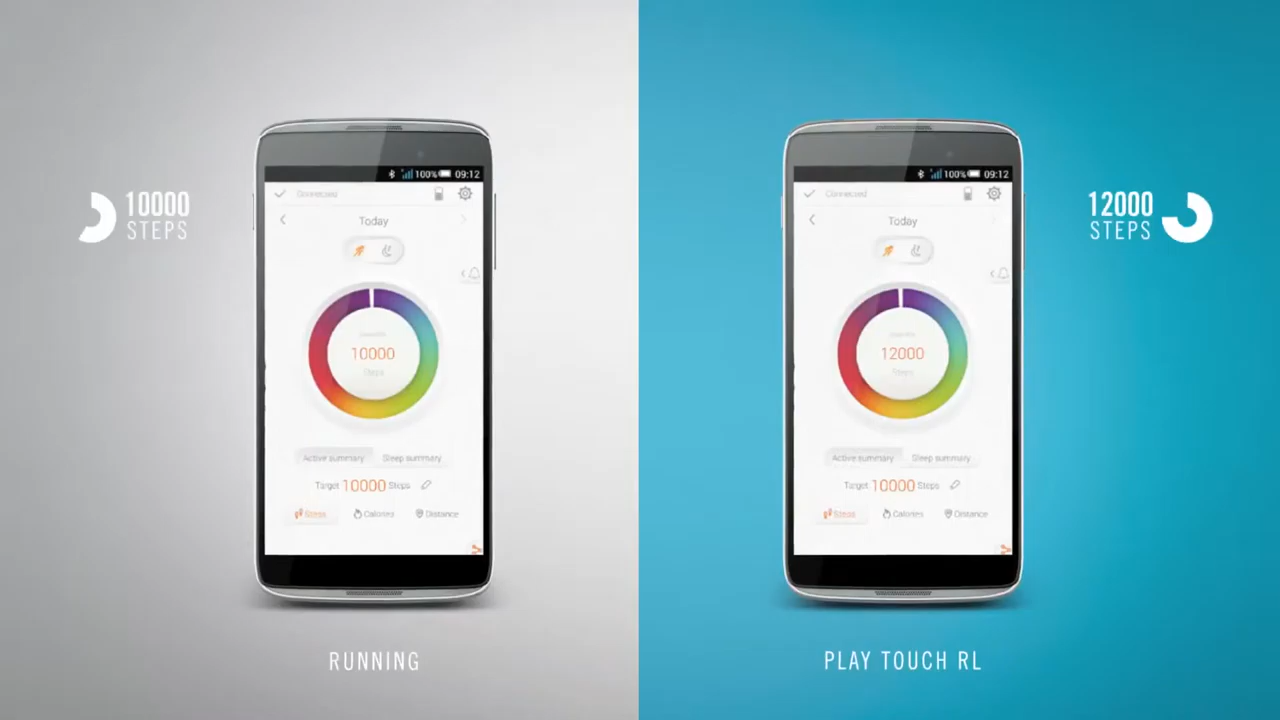 10000
STEPS
100% 09:12
Connected
Today
10000
Steps
Active summary Sleep summary
Target 10000 Steps
Steps Calories Distance
RUNNING
12000
STEPS
100% 09:12
Connected
Today
12000
Steps
Active summary Sleep summary
Target 10000 Steps
Steps Calories Distance
PLAY TOUCH RL